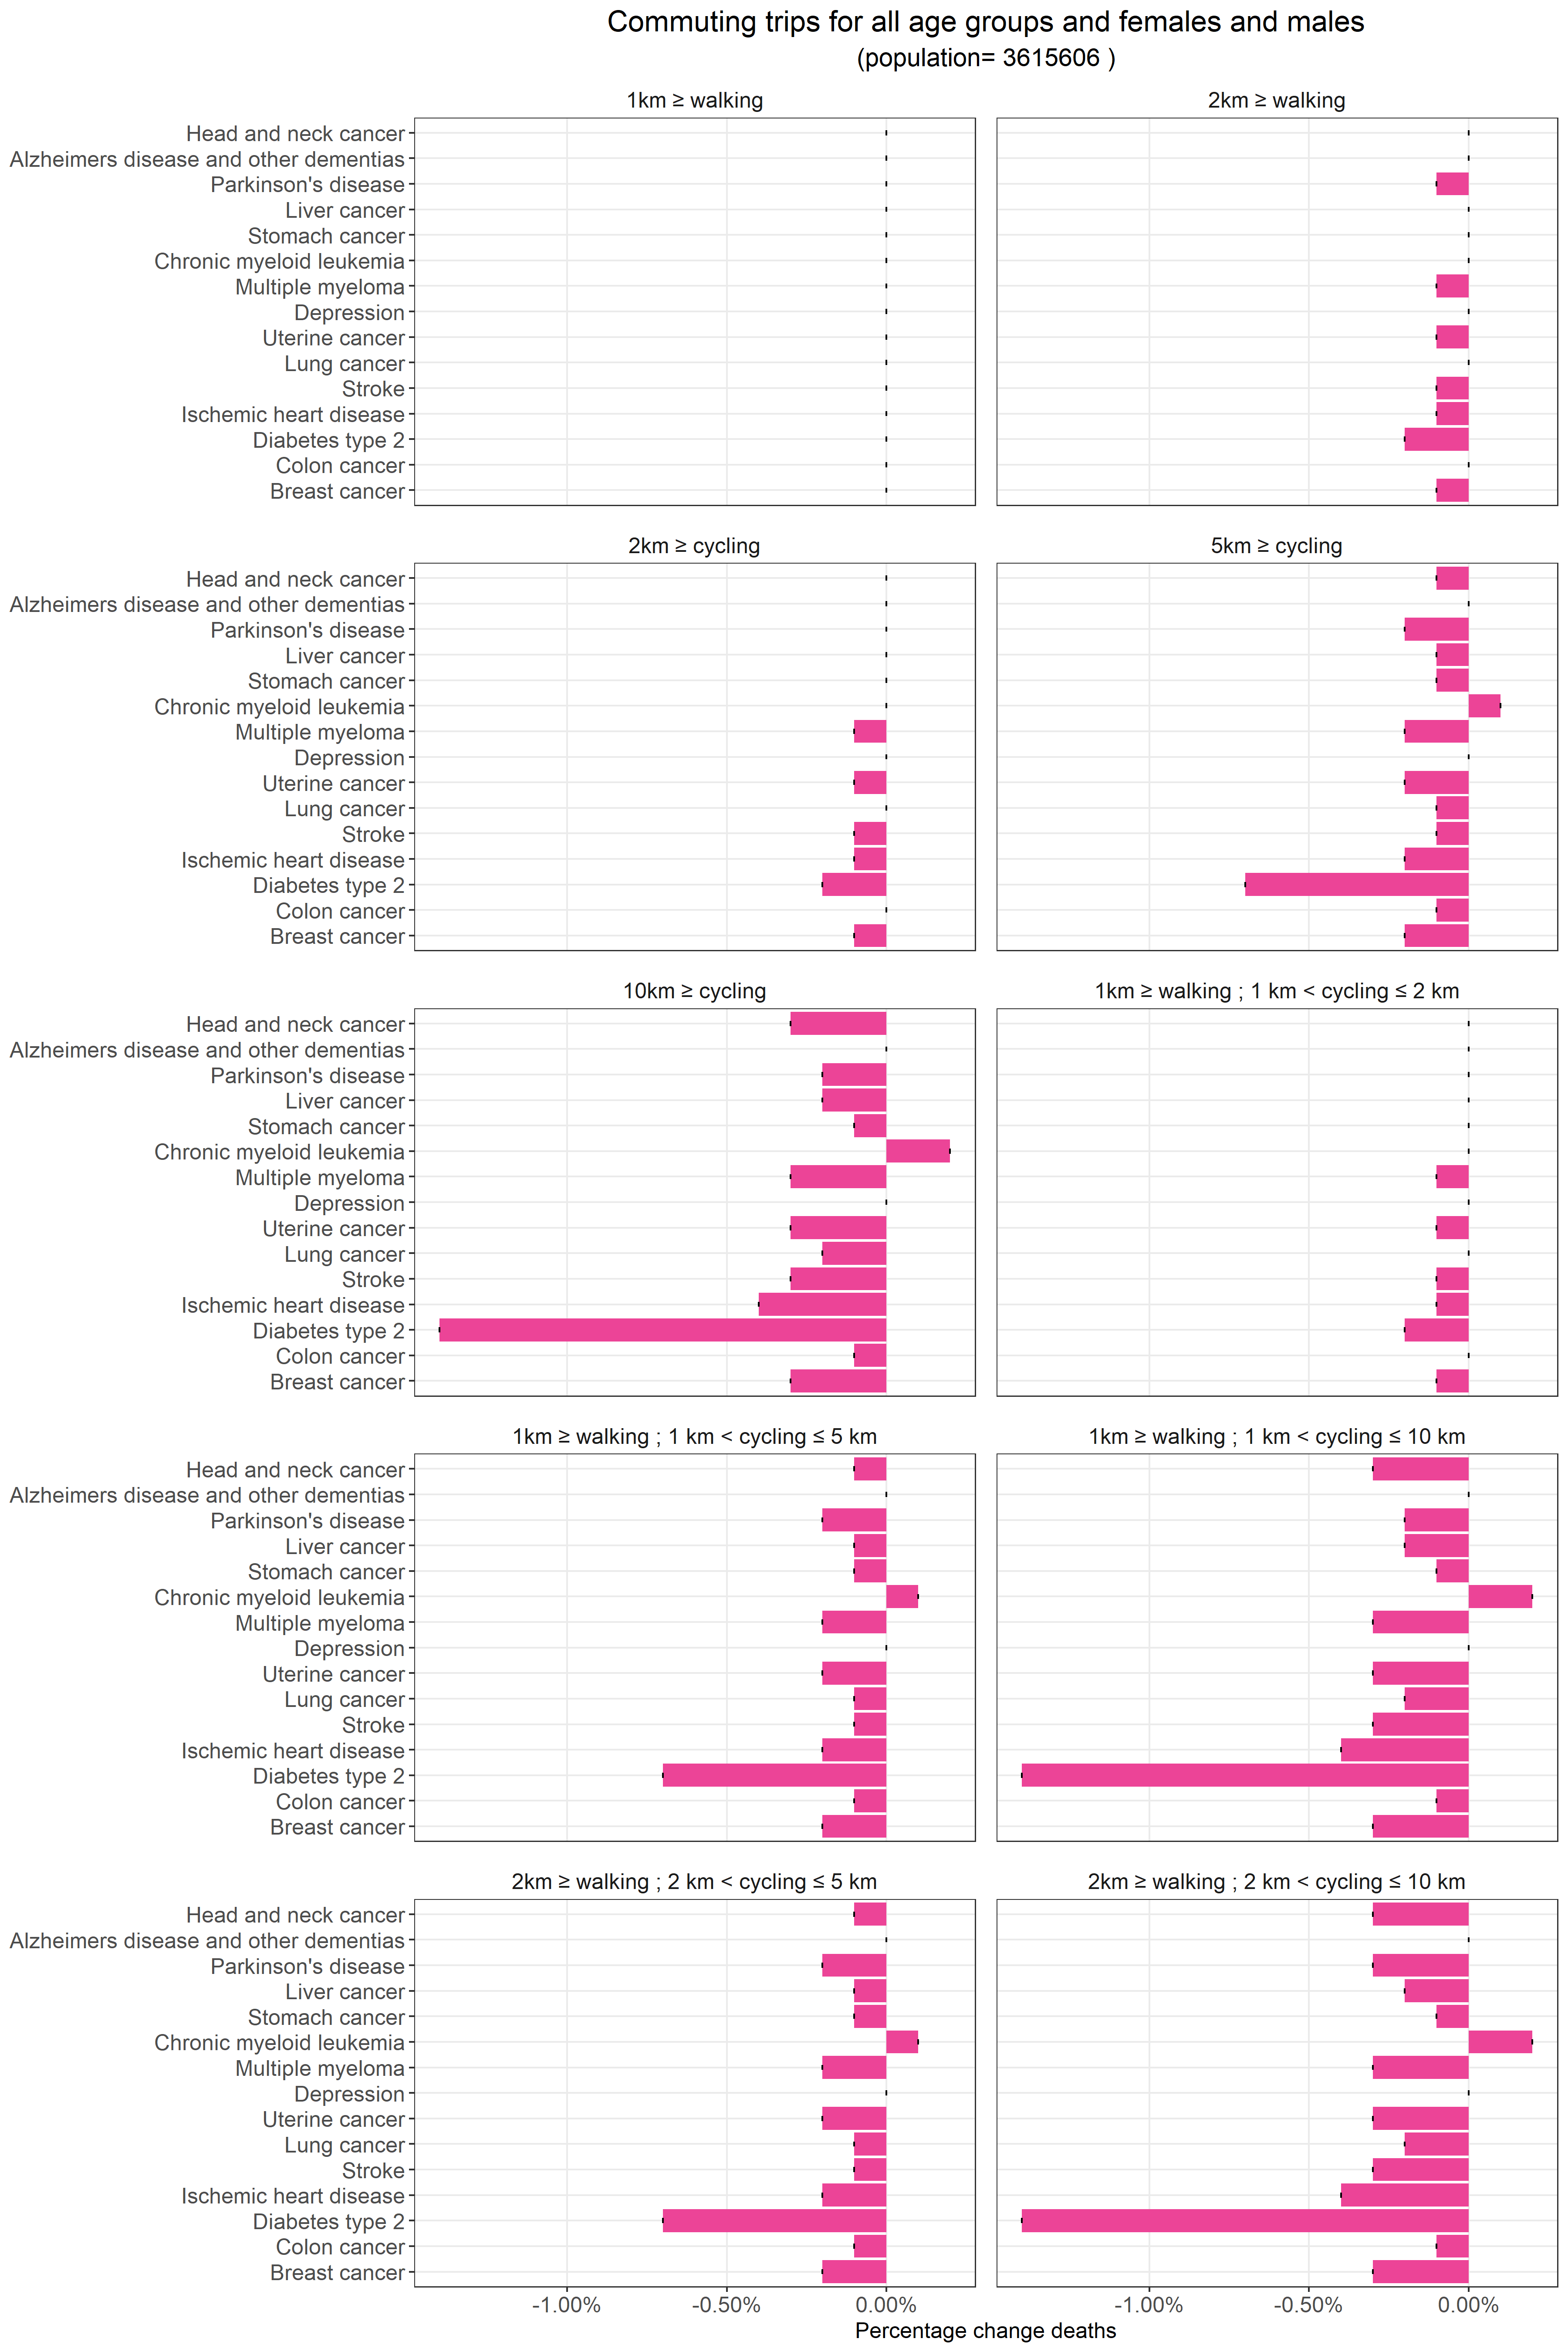 Commuting trips for all age groups and females and males
(population= 3615606 )
1km ≥ walking
2km ≥ walking
Head and neck cancer
Alzheimers disease and other dementias
Parkinson's disease
Liver cancer
Stomach cancer
Chronic myeloid leukemia
Multiple myeloma
Depression
Uterine cancer
Lung cancer
Stroke
Ischemic heart disease
Diabetes type 2
Colon cancer
Breast cancer
2km ≥ cycling
5km ≥ cycling
Head and neck cancer
Alzheimers disease and other dementias
Parkinson's disease
Liver cancer
Stomach cancer
Chronic myeloid leukemia
Multiple myeloma
Depression
Uterine cancer
Lung cancer
Stroke
Ischemic heart disease
Diabetes type 2
Colon cancer
Breast cancer
10km ≥ cycling
1km ≥ walking ; 1 km < cycling ≤ 2 km
Head and neck cancer
Alzheimers disease and other dementias
Parkinson's disease
Liver cancer
Stomach cancer
Chronic myeloid leukemia
Multiple myeloma
Depression
Uterine cancer
Lung cancer
Stroke
Ischemic heart disease
Diabetes type 2
Colon cancer
Breast cancer
1km ≥ walking ; 1 km < cycling ≤ 5 km
1km ≥ walking ; 1 km < cycling ≤ 10 km
Head and neck cancer
Alzheimers disease and other dementias
Parkinson's disease
Liver cancer
Stomach cancer
Chronic myeloid leukemia
Multiple myeloma
Depression
Uterine cancer
Lung cancer
Stroke
Ischemic heart disease
Diabetes type 2
Colon cancer
Breast cancer
2km ≥ walking ; 2 km < cycling ≤ 5 km
2km ≥ walking ; 2 km < cycling ≤ 10 km
Head and neck cancer
Alzheimers disease and other dementias
Parkinson's disease
Liver cancer
Stomach cancer
Chronic myeloid leukemia
Multiple myeloma
Depression
Uterine cancer
Lung cancer
Stroke
Ischemic heart disease
Diabetes type 2
Colon cancer
Breast cancer
-1.00% -0.50% 0.00%
-1.00% -0.50% 0.00%
Percentage change deaths